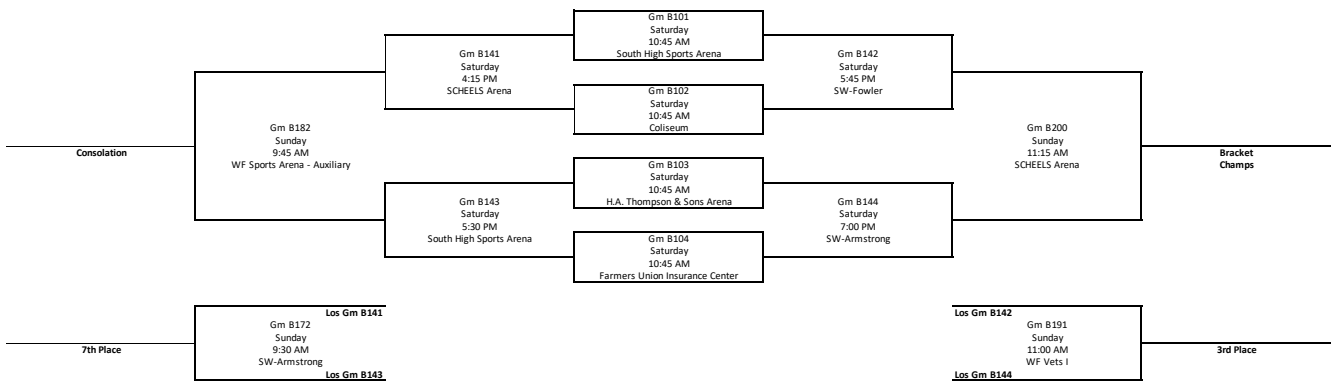 Gm B101
Saturday
10:45 AM
South High Sports Arena
Gm B141
Saturday
4:15 PM
SCHEELS Arena
Gm B142
Saturday
5:45 PM
SW-Fowler
Gm B102
Saturday
10:45 AM
Coliseum
Gm B182
Sunday
9:45 AM
WF Sports Arena - Auxiliary
Consolation
Gm B200
Sunday
11:15 AM
SCHEELS Arena
Bracket
Champs
Gm B103
Saturday
10:45 AM
H.A. Thompson & Sons Arena
Gm B143
Saturday
5:30 PM
South High Sports Arena
Gm B144
Saturday
7:00 PM
SW-Armstrong
Gm B104
Saturday
10:45 AM
Farmers Union Insurance Center
Los Gm B141
Gm B172
Sunday
9:30 AM
SW-Armstrong
Los Gm B143
7th Place
Los Gm B142
Gm B191
Sunday
11:00 AM
WF Vets I
Los Gm B144
3rd Place